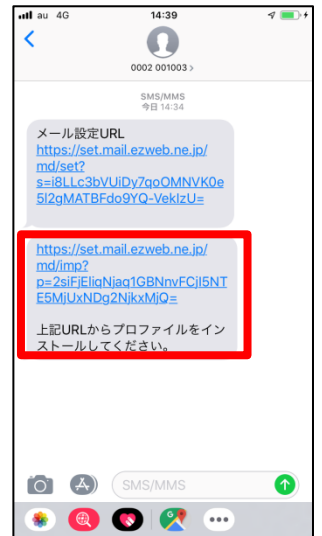 au 4G 14:39
0002 001003 >
SMS/MMS
今日 14:34
メール設定URL
https://set.mail.ezweb.ne.jp/
md/set?
s=i8LLc3bVUiDy7qoOMNVK0e
5I2gMATBFdo9YQ-VekIzU=
https://set.mail.ezweb.ne.jp/
md/imp?
p=2siFjEIiqNjaq1GBNnvFCjI5NT
E5MjUxNDg2NjkxMjQ=
上記URLからプロファイルをイン
ストールしてください。
SMS/MMS